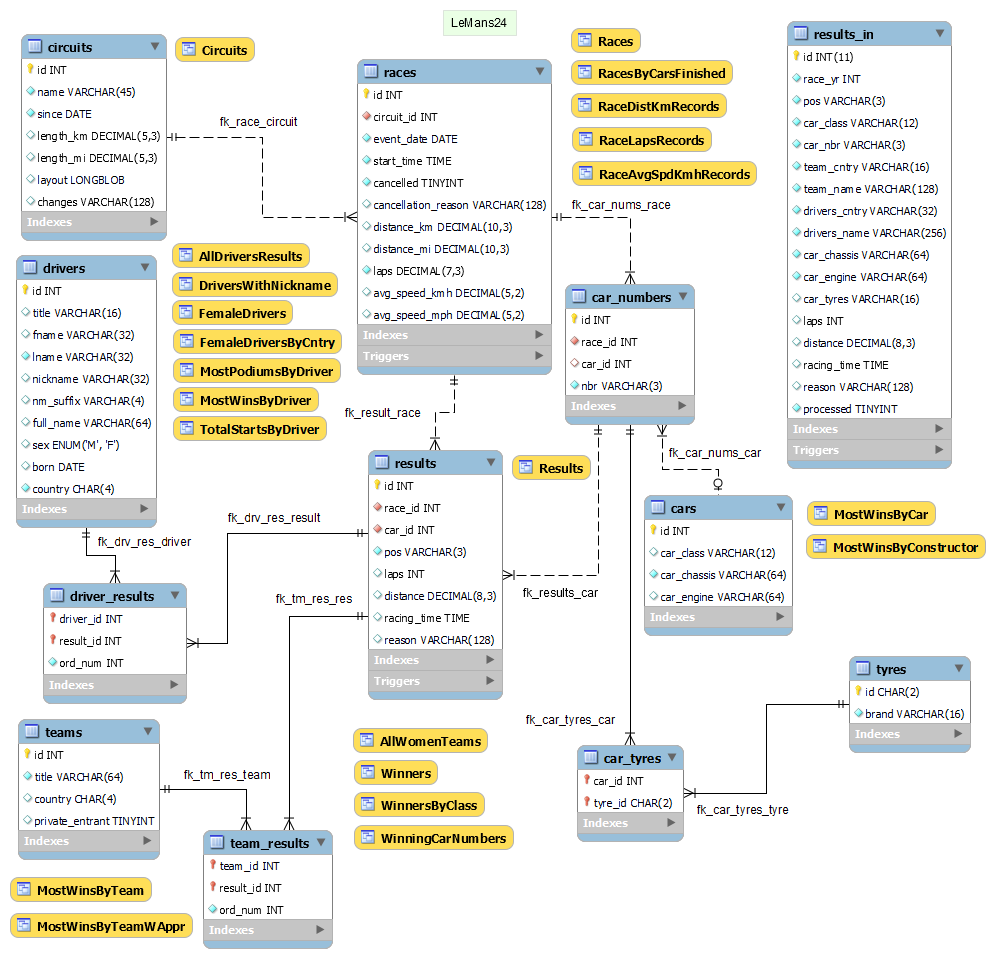 LeMans24
circuits
id INT
name VARCHAR(45)
since DATE
length_km DECIMAL(5,3)
length_mi DECIMAL(5,3)
layout LONGBLOB
changes VARCHAR(128)
Indexes
Circuits
fk_race_circuit
races
id INT
circuit_id INT
event_date DATE
start_time TIME
cancelled TINYINT
cancellation_reason VARCHAR(128)
distance_km DECIMAL(10,3)
distance_mi DECIMAL(10,3)
laps DECIMAL(7,3)
avg_speed_kmh DECIMAL(5,2)
avg_speed_mph DECIMAL(5,2)
Indexes
Triggers
Races
RacesByCarsFinished
RaceDistKmRecords
RaceLapsRecords
RaceAvgSpdKmhRecords
fk_car_nums_race
results_in
id INT(11)
race_yr INT
pos VARCHAR(3)
car_class VARCHAR(12)
car_nbr VARCHAR(3)
team_cntry VARCHAR(16)
team_name VARCHAR(128)
drivers_cntry VARCHAR(32)
drivers_name VARCHAR(256)
car_chassis VARCHAR(64)
car_engine VARCHAR(64)
car_tyres VARCHAR(16)
laps INT
distance DECIMAL(8,3)
racing_time TIME
reason VARCHAR(128)
processed TINYINT
Indexes
Triggers
drivers
id INT
title VARCHAR(16)
fname VARCHAR(32)
lname VARCHAR(32)
nickname VARCHAR(32)
nm_suffix VARCHAR(4)
full_name VARCHAR(64)
sex ENUM('M', 'F')
born DATE
country CHAR(4)
Indexes
AllDriversResults
DriversWithNickname
FemaleDrivers
FemaleDriversByCntry
MostPodiumsByDriver
MostWinsByDriver
TotalStartsByDriver
car_numbers
id INT
race_id INT
car_id INT
nbr VARCHAR(3)
Indexes
fk_result_race
fk_car_nums_car
results
id INT
race_id INT
car_id INT
pos VARCHAR(3)
laps INT
distance DECIMAL(8,3)
racing_time TIME
reason VARCHAR(128)
Indexes
Triggers
Results
cars
id INT
car_class VARCHAR(12)
car_chassis VARCHAR(64)
car_engine VARCHAR(64)
Indexes
MostWinsByCar
MostWinsByConstructor
fk_drv_res_result
fk_drv_res_driver
fk_results_car
fk_tm_res_res
driver_results
driver_id INT
result_id INT
ord_num INT
Indexes
tyres
id CHAR(2)
brand VARCHAR(16)
Indexes
fk_car_tyres_car
teams
id INT
title VARCHAR(64)
country CHAR(4)
private_entrant TINYINT
Indexes
fk_tm_res_team
AllWomenTeams
Winners
WinnersByClass
WinningCarNumbers
car_tyres
car_id INT
tyre_id CHAR(2)
Indexes
fk_car_tyres_tyre
team_results
team_id INT
result_id INT
ord_num INT
Indexes
MostWinsByTeam
MostWinsByTeamWAppr